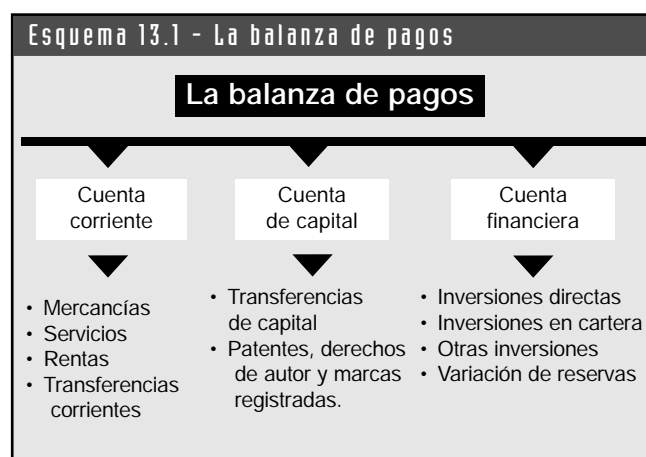 Esquema 13.1 - La balanza de pagos
La balanza de pagos
Cuenta
corriente
• Mercancías
• Servicios
• Rentas
• Transferencias
corrientes
Cuenta
de capital
• Transferencias
de capital
• Patentes, derechos
de autor y marcas
registradas.
Cuenta
financiera
• Inversiones directas
• Inversiones en cartera
• Otras inversiones
• Variación de reservas